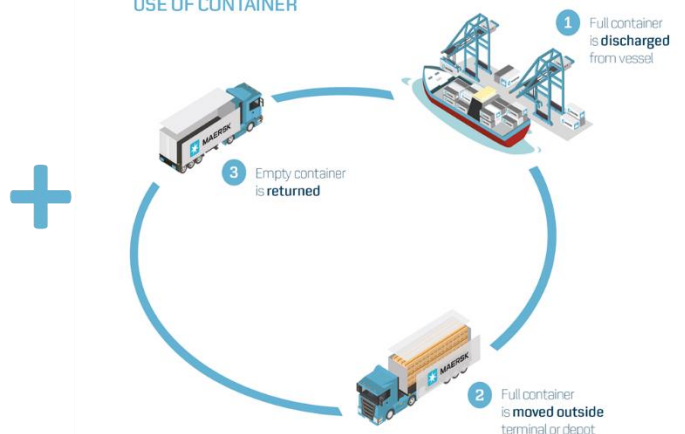 USE OF CONTAINER
1 Full container
is discharged
from vessel
MAERSK
3 Empty container
is returned
MAERSK
2 Full container
is moved outside
terminal or depot